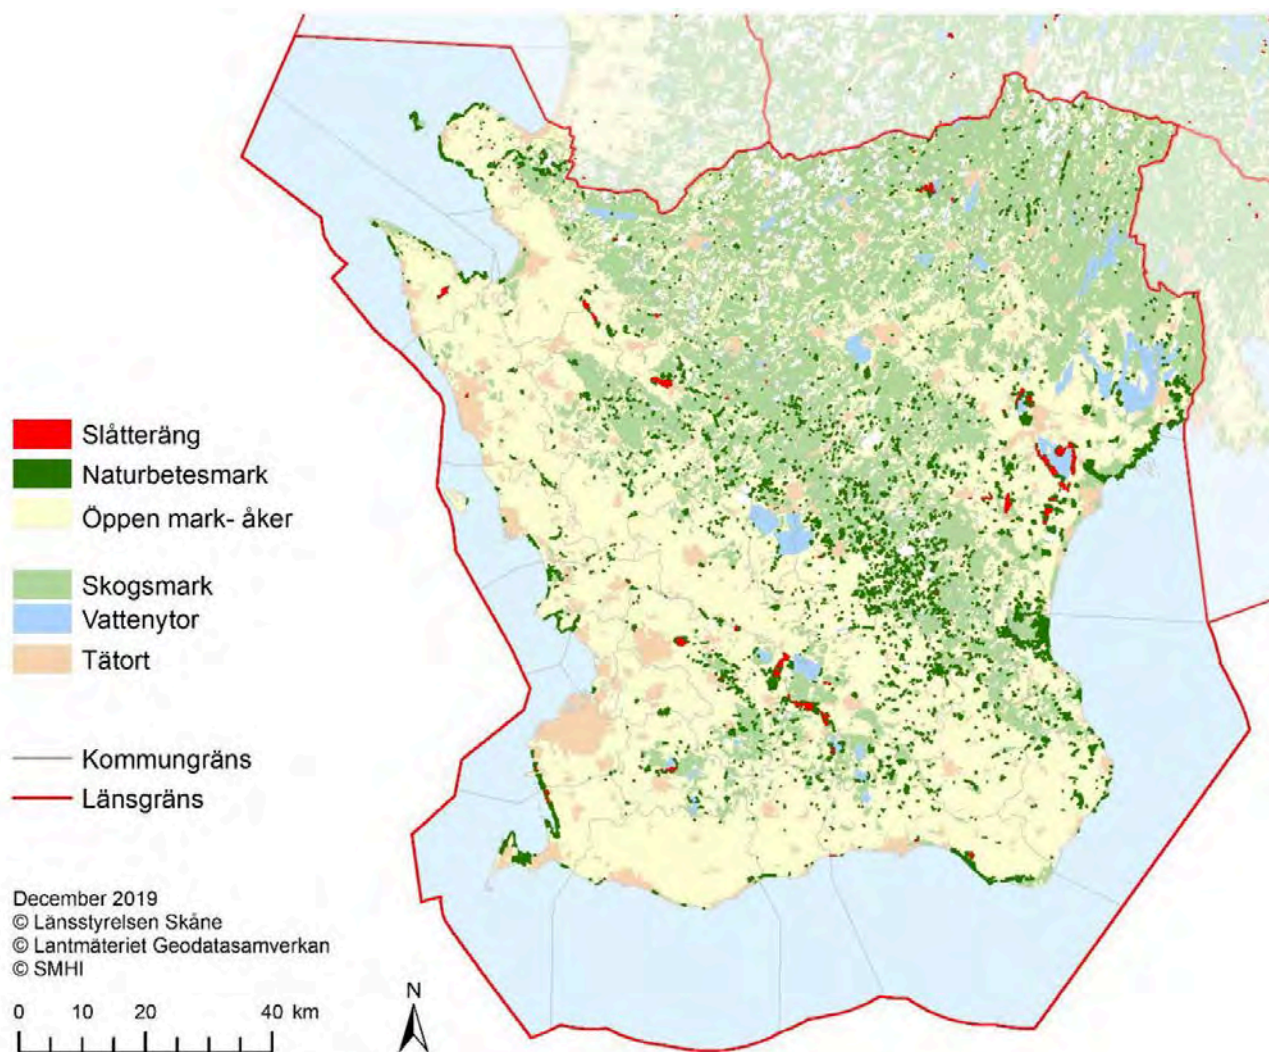 Slåtteräng
Naturbetesmark
Öppen mark- åker
Skogsmark
Vattenytor
Tätort
Kommungräns
Länsgräns
December 2019
© Länsstyrelsen Skåne
© Lantmäteriet Geodatasamverkan
© SMHI
0 10 20 40 km
N